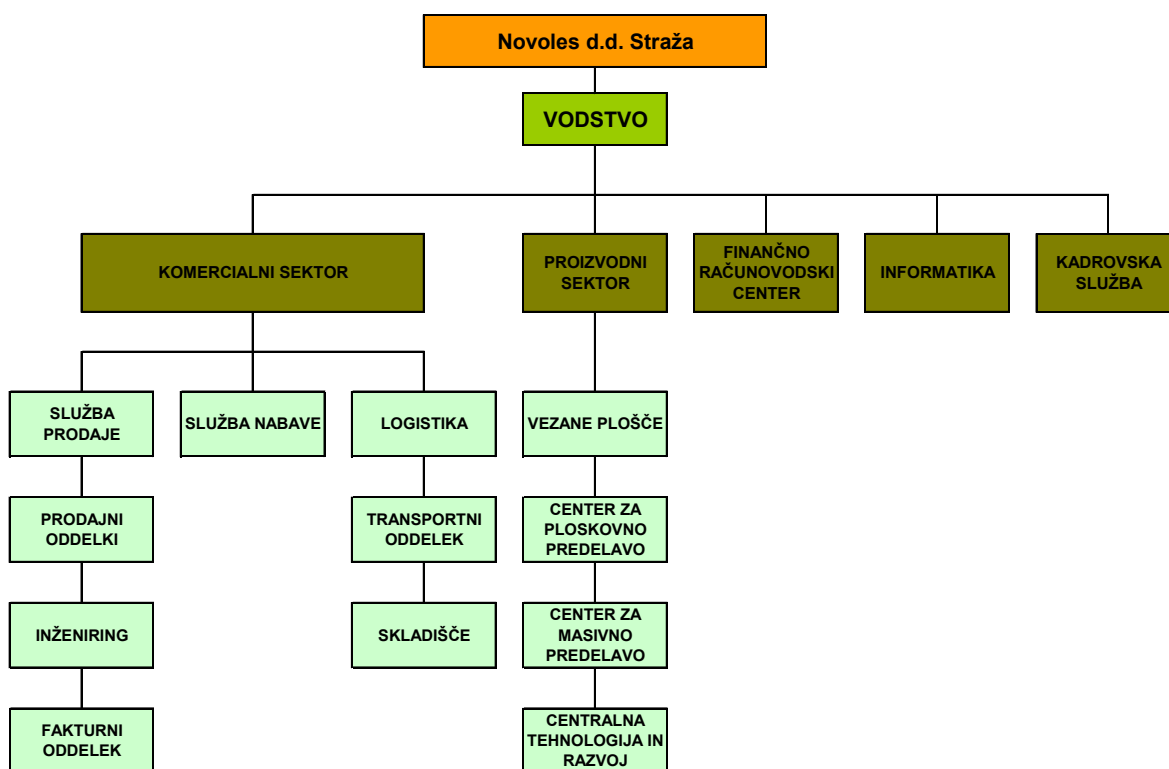 Novoles d.d. Straža
VODSTVO
KOMERCIALNI SEKTOR
PROIZVODNI
SEKTOR
FINANČNO
RAČUNOVODSKI
CENTER
INFORMATIKA
KADROVSKA
SLUŽBA
SLUŽBA
PRODAJE
SLUŽBA NABAVE
LOGISTIKA
VEZANE PLOŠČE
PRODAJNI
ODDELKI
TRANSPORTNI
ODDELEK
CENTER ZA
PLOSKOVNO
PREDELAVO
INŽENIRING
SKLADIŠČE
CENTER ZA
MASIVNO
PREDELAVO
FAKTURNI
ODDELEK
CENTRALNA
TEHNOLOGIJA IN
RAZVOJ